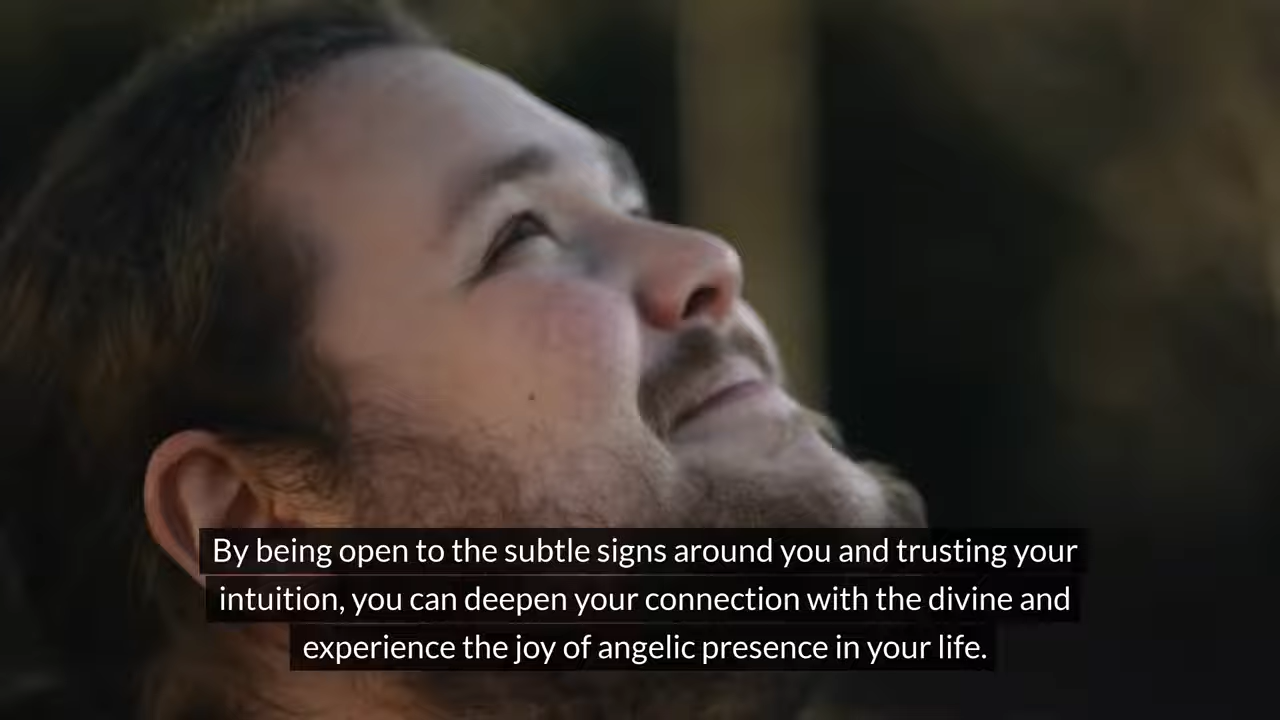 By being open to the subtle signs around you and trusting your
intuition, you can deepen your connection with the divine and
experience the joy of angelic presence in your life.